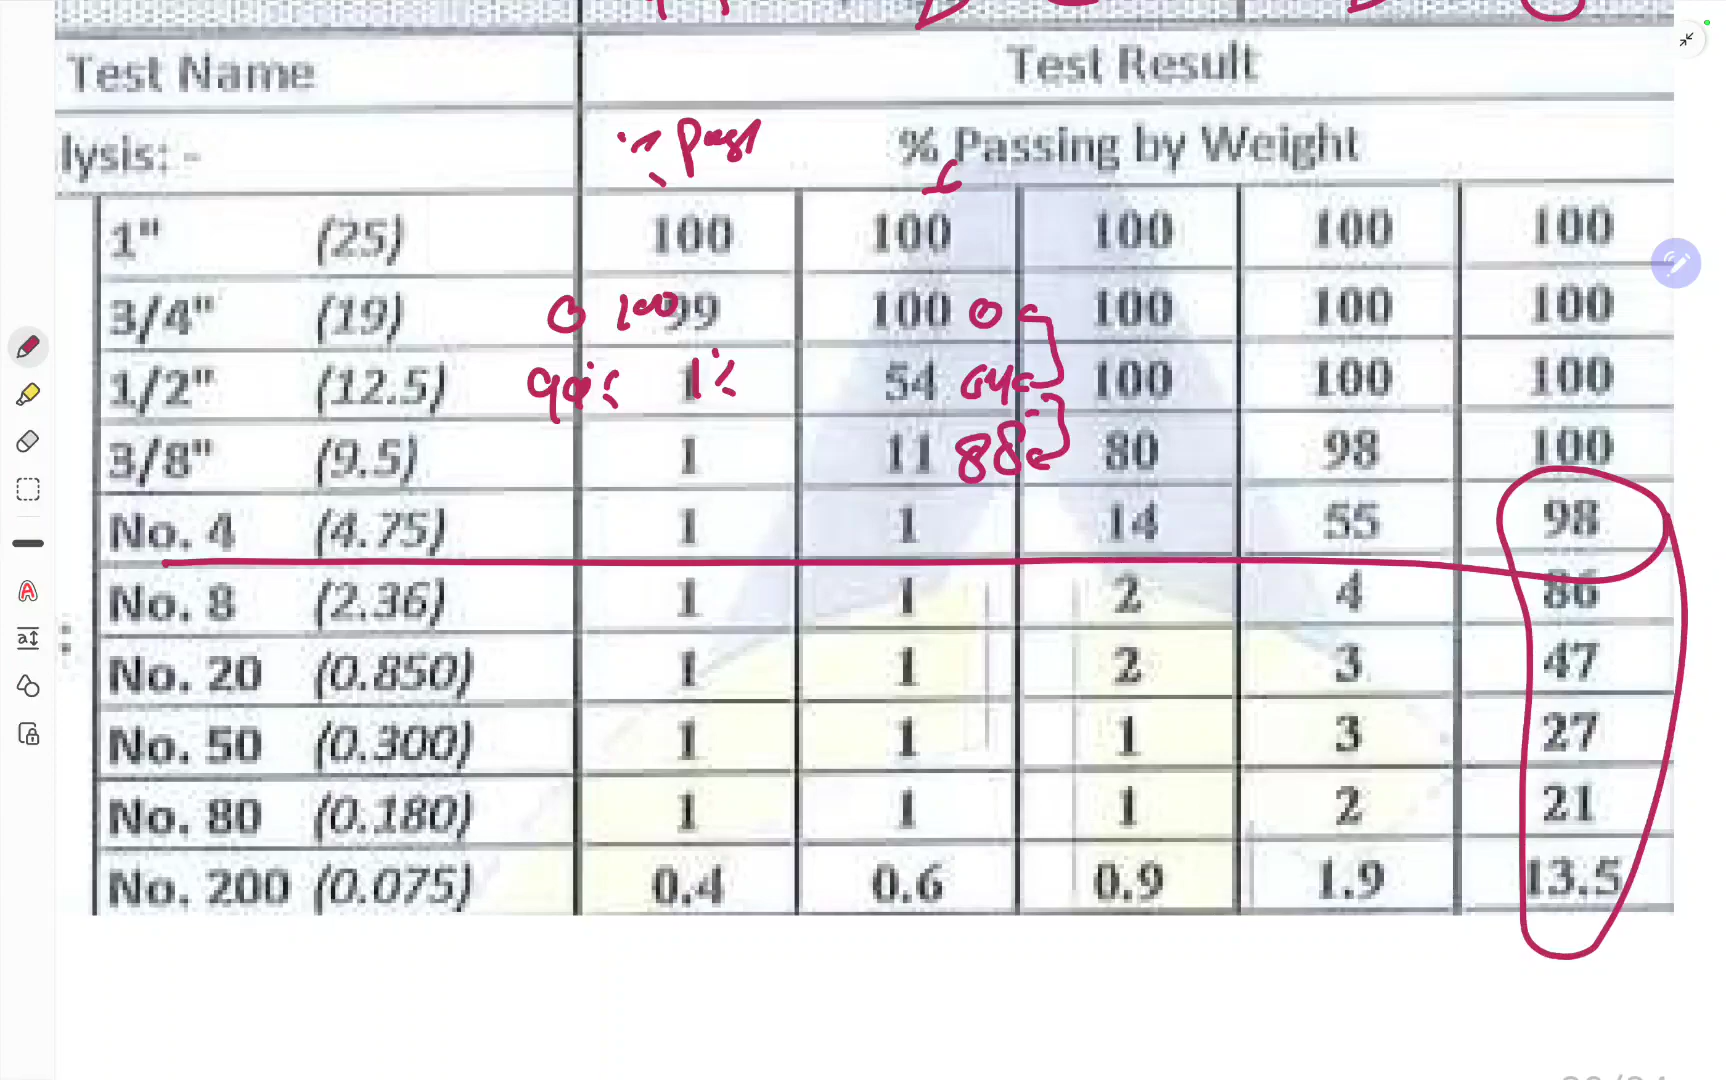 Test Name Test Result
lysis: - % Passing by Weight
1" (25) 100 100 100 100 100
3/4" (19) 0 100 99 100 0 100 100 100
1/2" (12.5) 1 1% 54 100 100 100
3/8" (9.5) 1 11 88 80 98 100
No. 4 (4.75) 1 1 14 55 98
No. 8 (2.36) 1 1 2 4 86
No. 20 (0.850) 1 1 2 3 47
No. 50 (0.300) 1 1 1 3 27
No. 80 (0.180) 1 1 1 2 21
No. 200 (0.075) 0.4 0.6 0.9 1.9 13.5